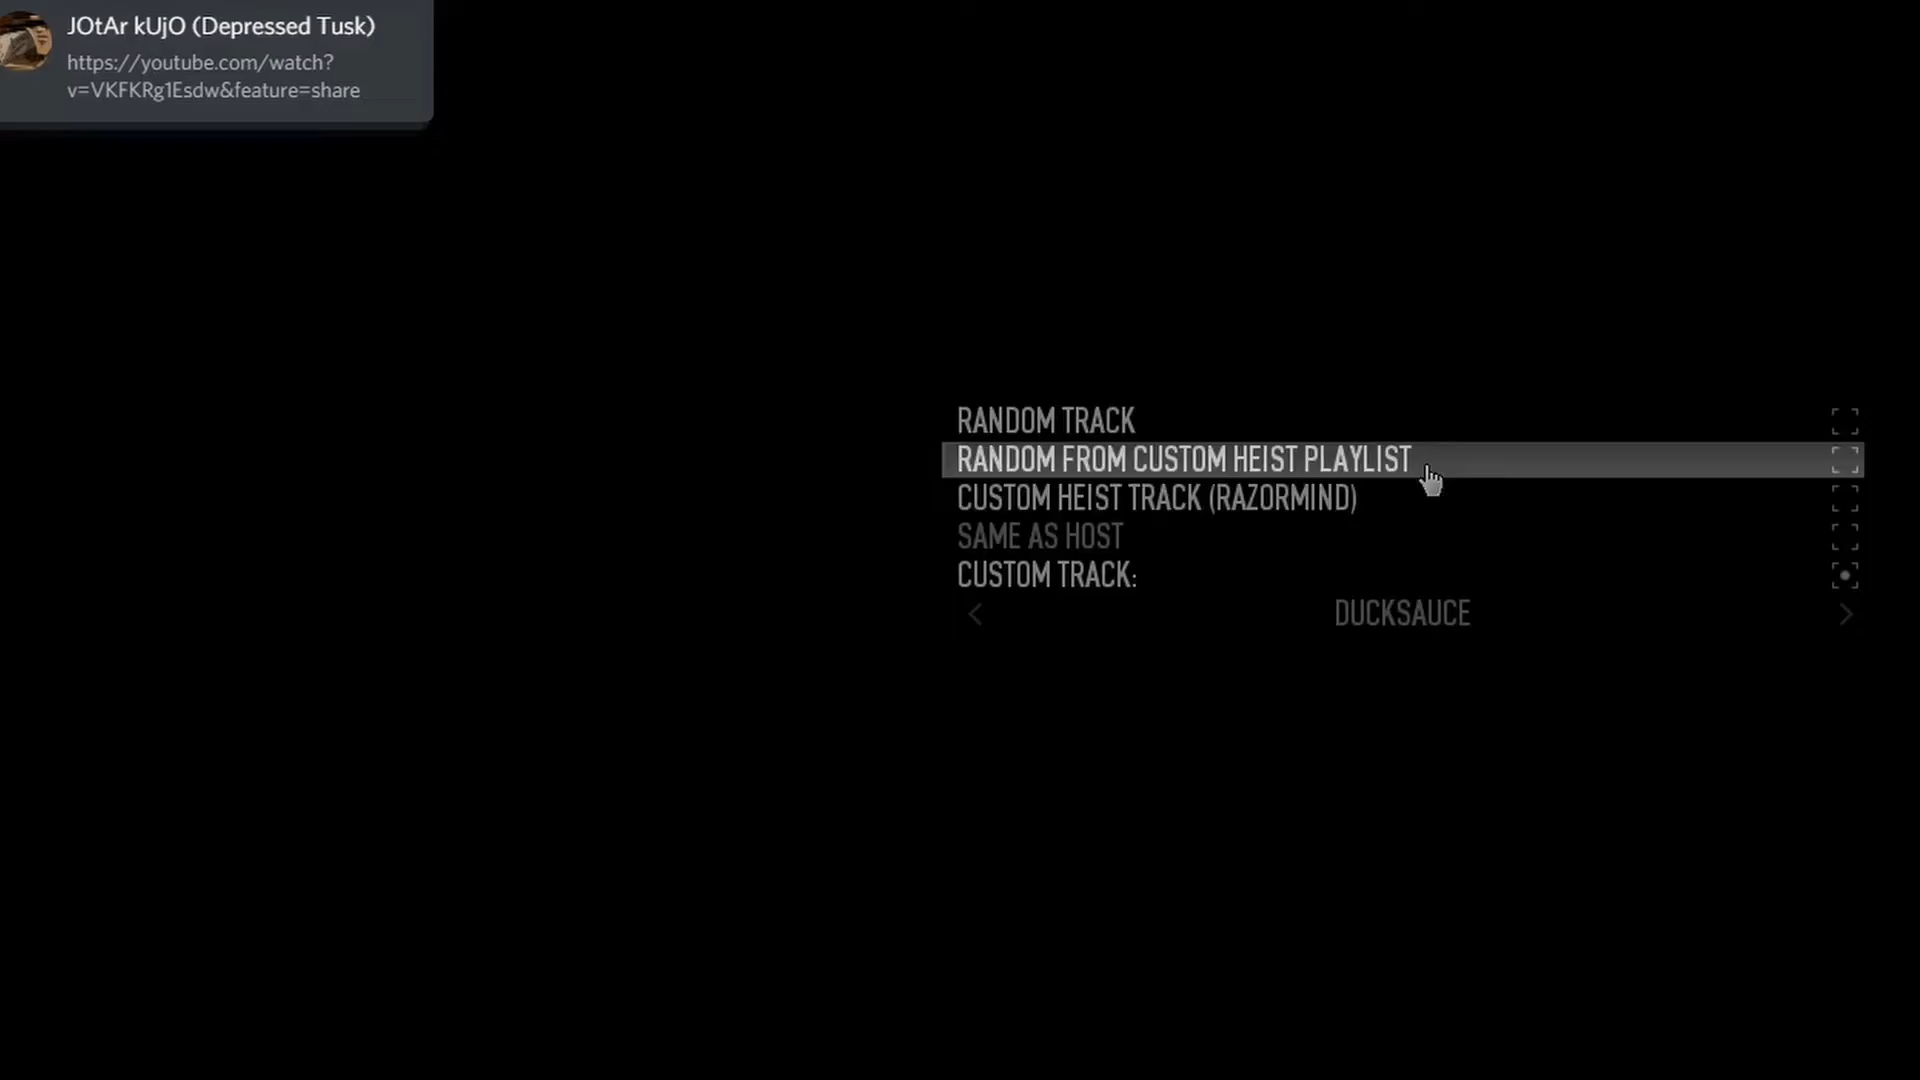 JOtAr kUjO (Depressed Tusk)
https://youtube.com/watch?
v=VKFKRg1Esdw&feature=share
RANDOM TRACK
RANDOM FROM CUSTOM HEIST PLAYLIST
CUSTOM HEIST TRACK (RAZORMIND)
SAME AS HOST
CUSTOM TRACK:
< DUCKSAUCE >